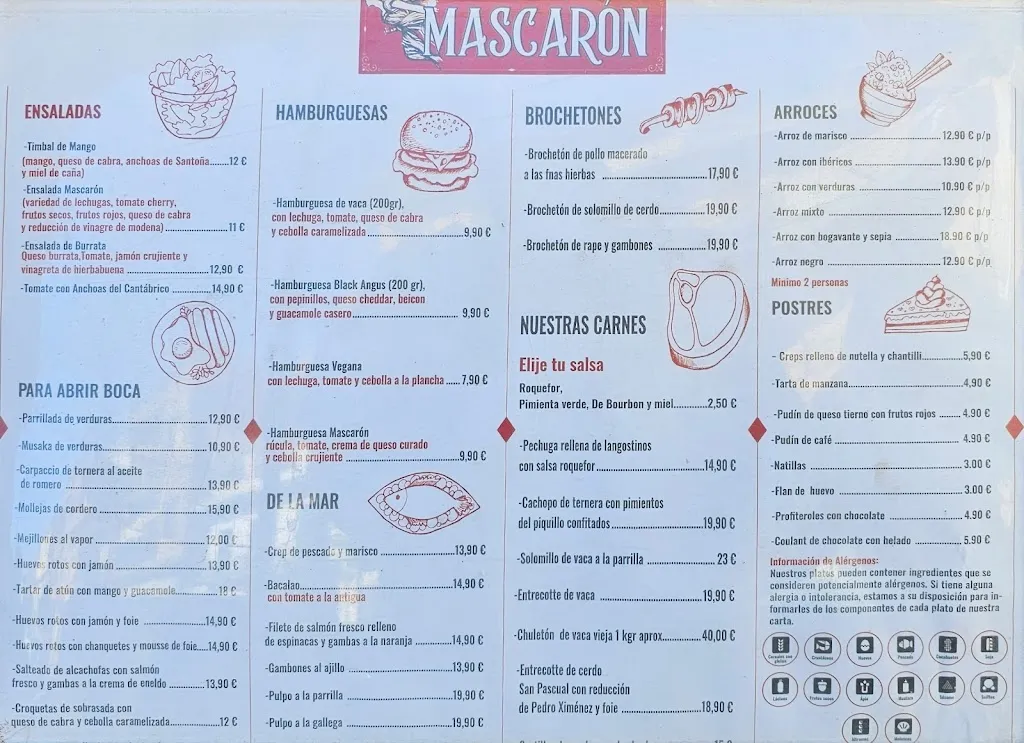 MASCARÓN
ENSALADAS
-Timbal de Mango
(mango, queso de cabra, anchoas de Santoña.......12 €
y miel de caña)
-Ensalada Mascarón
(variedad de lechugas, tomate cherry,
frutos secos, frutos rojos, queso de cabra
y reducción de vinagre de modena)....................11 €
-Ensalada de Burrata
Queso burrata,Tomate, jamón crujiente y
vinagreta de hierbabuena ..........................12,90 €
-Tomate con Anchoas del Cantábrico .............14,90 €
PARA ABRIR BOCA
-Parrillada de verduras.............................12,90 €
-Musaka de verduras................................10,90 €
-Carpaccio de ternera al aceite
de romero ............................................13,90 €
-Mollejas de cordero ................................15,90 €
-Mejillones al vapor .................................12,00 €
-Huevos rotos con jamón ...........................13,90 €
-Tartar de atún con mango y guacamole..............18 €
-Huevos rotos con jamón y foie ...................14,90 €
-Huevos rotos con chanquetes y mousse de foie....14,90 €
-Salteado de alcachofas con salmón
fresco y gambas a la crema de eneldo .............13,90 €
-Croquetas de sobrasada con
queso de cabra y cebolla caramelizada................12 €
HAMBURGUESAS
-Hamburguesa de vaca (200gr),
con lechuga, tomate, queso de cabra
y cebolla caramelizada..............................9,90 €
-Hamburguesa Black Angus (200 gr),
con pepinillos, queso cheddar, beicon
y guacamole casero................................... 9,90 €
-Hamburguesa Vegana
con lechuga, tomate y cebolla a la plancha .....7,90 €
-Hamburguesa Mascarón
rúcula, tomate, crema de queso curado
y cebolla crujiente ...................................9,90 €
DE LA MAR
-Crep de pescado y marisco .........................13,90 €
-Bacalao................................................14,90 €
con tomate a la antigua
-Filete de salmón fresco relleno
de espinacas y gambas a la naranja .............14,90 €
-Gambones al ajillo ..................................13,90 €
-Pulpo a la parrilla ...................................19,90 €
-Pulpo a la gallega ...................................19,90 €
BROCHETONES
-Brochetón de pollo macerado
a las fnas hierbas ...................................17,90 €
-Brochetón de solomillo de cerdo................19,90 €
-Brochetón de rape y gambones .................19,90 €
NUESTRAS CARNES
Elije tu salsa
Roquefor,
Pimienta verde, De Bourbon y miel............2,50 €
-Pechuga rellena de langostinos
con salsa roquefor...................................14,90 €
-Cachopo de ternera con pimientos
del piquillo confitados..............................19,90 €
-Solomillo de vaca a la parrilla ......................23 €
-Entrecotte de vaca .................................19,90 €
-Chuletón de vaca vieja 1 kgr aprox............40,00 €
-Entrecotte de cerdo
San Pascual con reducción
de Pedro Ximénez y foie ............................18,90 €
ARROCES
-Arroz de marisco .............................12.90 € p/p
-Arroz con ibéricos ...........................13.90 € p/p
-Arroz con verduras ..........................10.90 € p/p
-Arroz mixto ...................................12.90 € p/p
-Arroz con bogavante y sepia .............18.90 € p/p
-Arroz negro ...................................12.90 € p/p
Mínimo 2 personas
POSTRES
- Creps relleno de nutella y chantilli.............5,90 €
-Tarta de manzana...................................4,90 €
-Pudín de queso tierno con frutos rojos ....... 4.90 €
-Pudín de café .......................................4.90 €
-Natillas ...............................................3.00 €
-Flan de huevo .......................................3.00 €
-Profiteroles con chocolate .......................4.90 €
-Coulant de chocolate con helado ...............5.90 €
Información de Alérgenos:
Nuestros platos pueden contener ingredientes que se
consideren potencialmente alérgenos. Si tiene alguna
alergia o intolerancia, estamos a su disposición para in-
formarles de los componentes de cada plato de nuestra
carta.